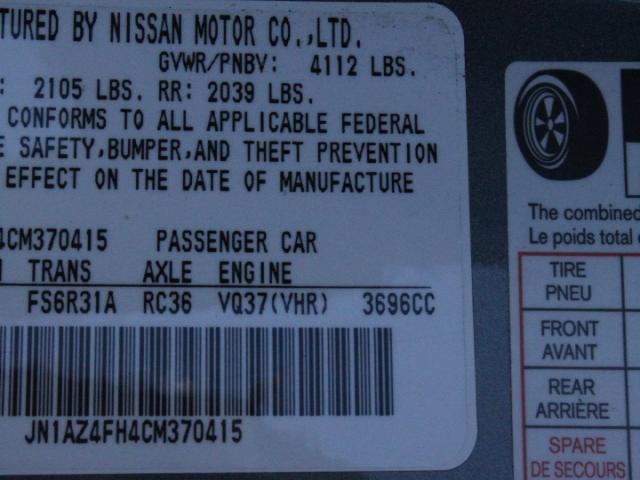 TURED BY NISSAN MOTOR CO.,LTD.
GVWR/PNBV: 4112 LBS.
: 2105 LBS. RR: 2039 LBS.
CONFORMS TO ALL APPLICABLE FEDERAL
E SAFETY,BUMPER,AND THEFT PREVENTION
EFFECT ON THE DATE OF MANUFACTURE
4CM370415 PASSENGER CAR
TRANS AXLE ENGINE
FS6R31A RC36 VQ37(VHR) 3696CC
JN1AZ4FH4CM370415
The combined
Le poids total
TIRE
PNEU
FRONT
AVANT
REAR
ARRIÈRE
SPARE
DE SECOURS